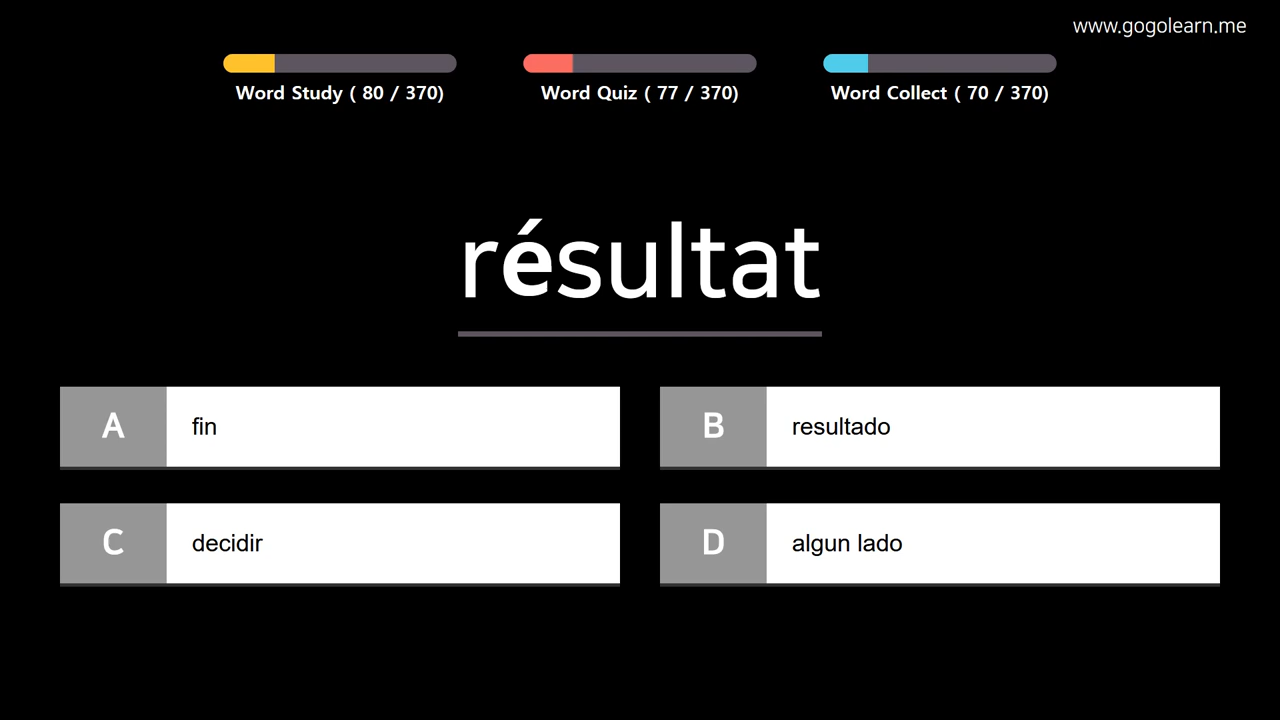 www.gogolearn.me
Word Study ( 80 / 370)
Word Quiz ( 77 / 370)
Word Collect ( 70 / 370)
résultat
A fin
B resultado
C decidir
D algun lado